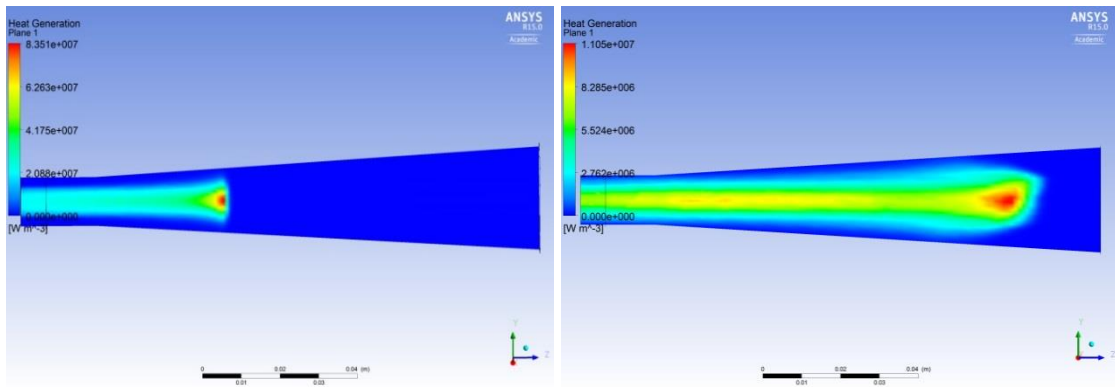 Heat Generation
Plane 1
8.351e+007
6.263e+007
4.175e+007
2.088e+007
0.000e+000
[W m^-3]
ANSYS
R15.0
Academic
Y
Z
0 0.02 0.04 (m)
0.01 0.03
Heat Generation
Plane 1
1.105e+007
8.285e+006
5.524e+006
2.762e+006
0.000e+000
[W m^-3]
ANSYS
R15.0
Academic
Y
Z
0 0.02 0.04 (m)
0.01 0.03